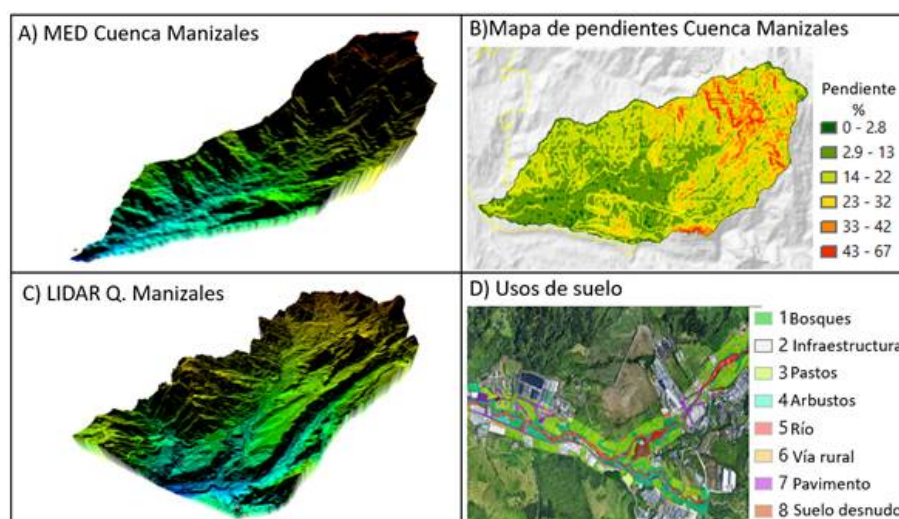 A) MED Cuenca Manizales
B)Mapa de pendientes Cuenca Manizales
Pendiente
%
0 - 2.8
2.9 - 13
14 - 22
23 - 32
33 - 42
43 - 67
C) LIDAR Q. Manizales
D) Usos de suelo
1 Bosques
2 Infraestructura
3 Pastos
4 Arbustos
5 Río
6 Vía rural
7 Pavimento
8 Suelo desnudo